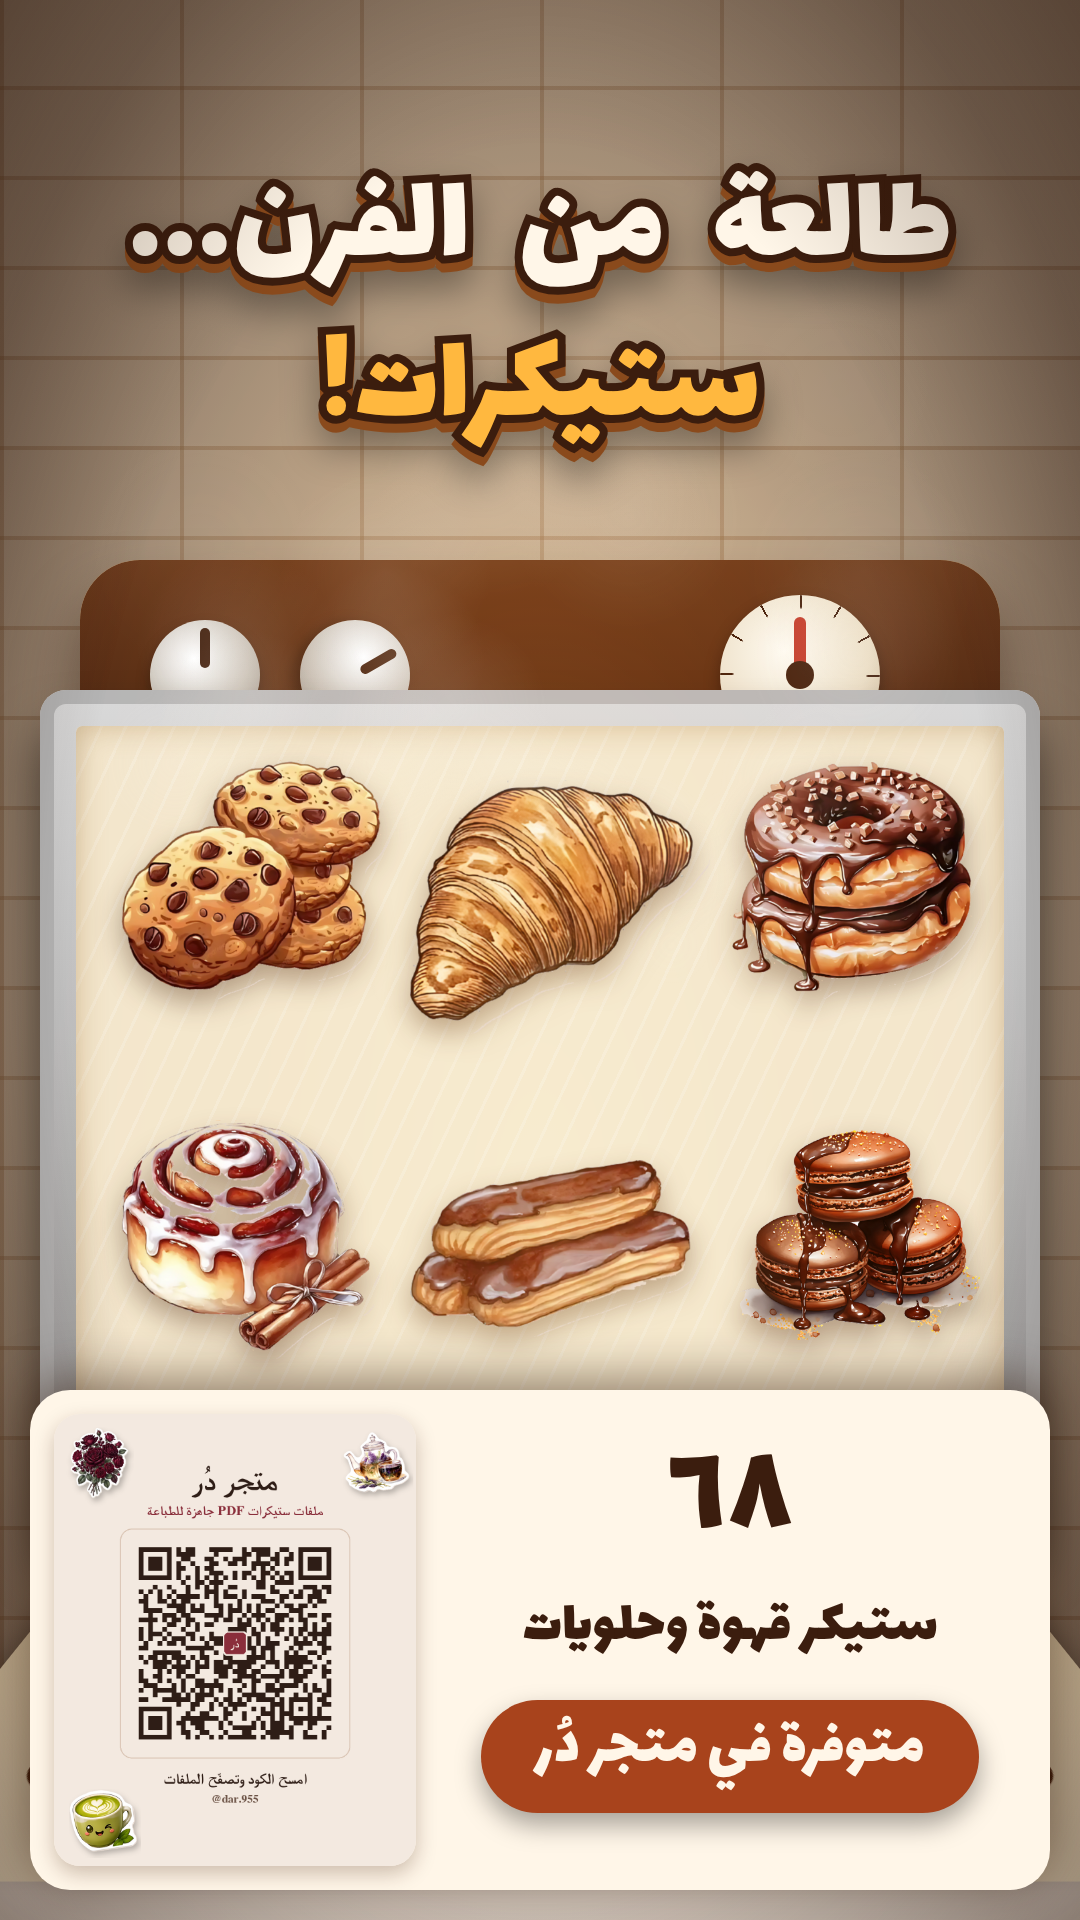 طالعة من الفرن...
ستيكرات!
٦٨
ستيكر قهوة وحلويات
متوفرة في متجر دُر
متجر دُر
ملفات ستيكرات PDF جاهزة للطباعة
دُر
امسح الكود وتصفّح الملفات
@dar.955